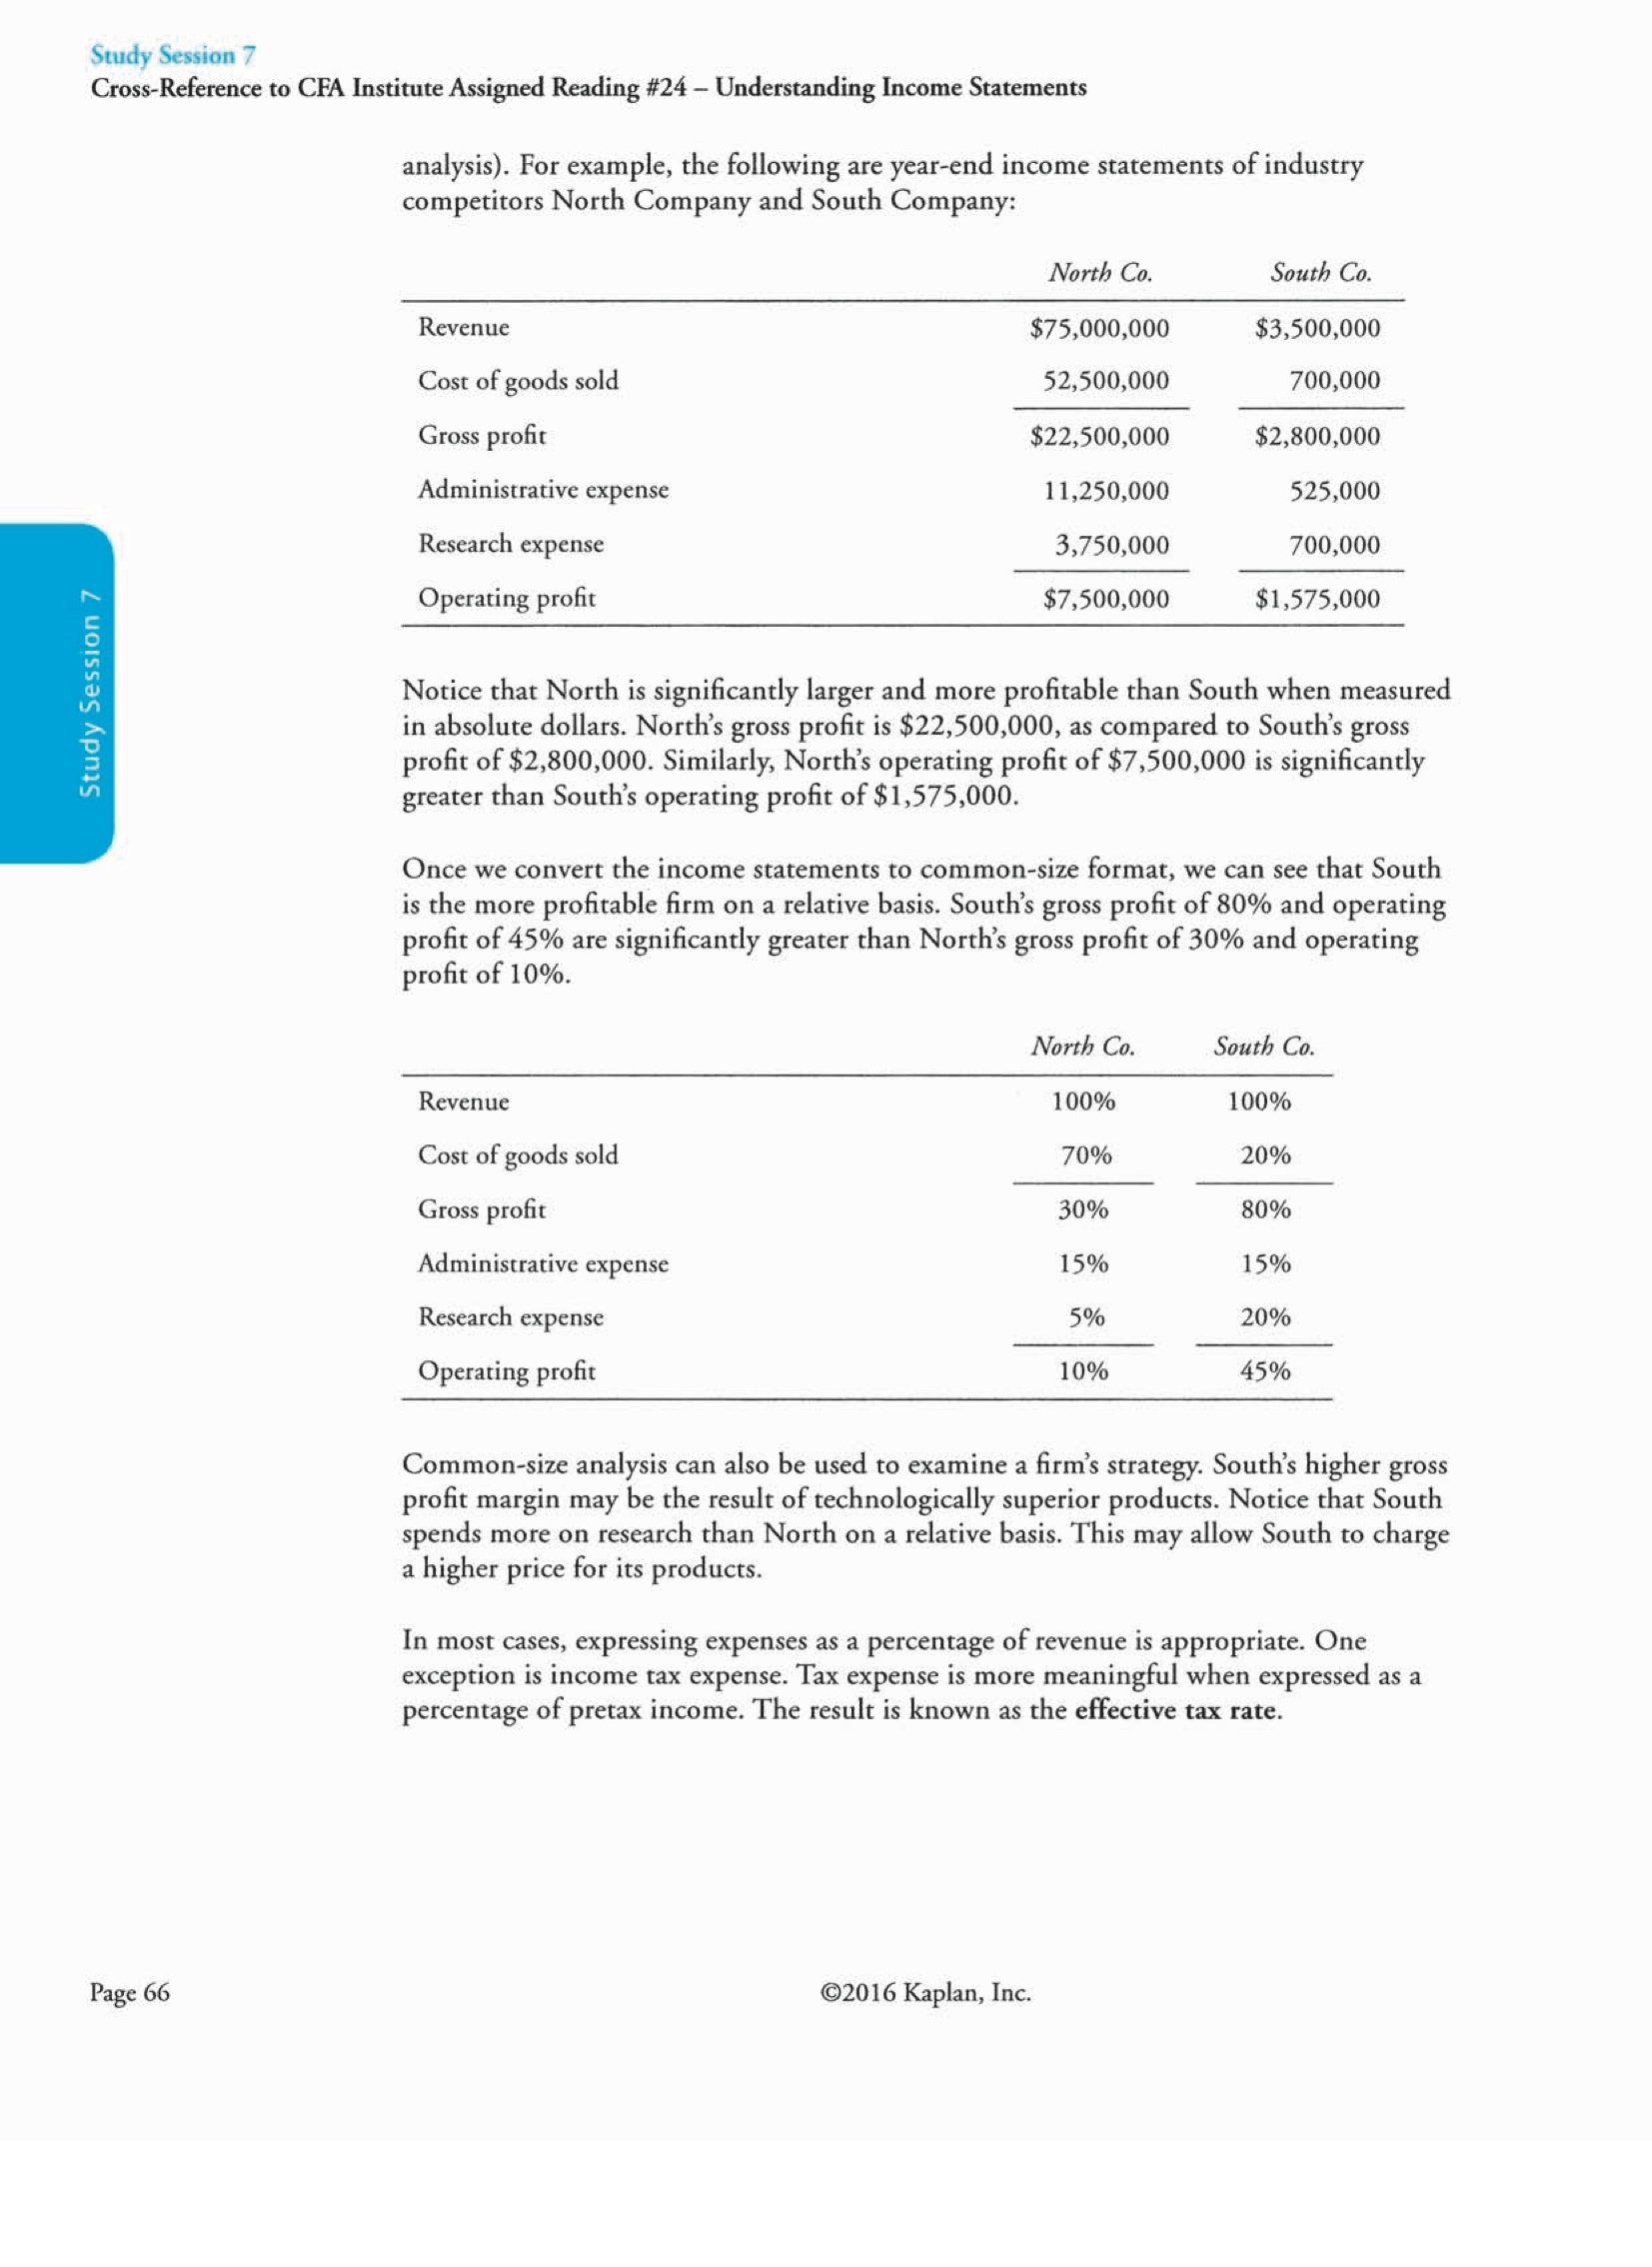 Study Session 7
Cross-Reference to CFA Institute Assigned Reading #24 – Understanding Income Statements
analysis). For example, the following are year-end income statements of industry
competitors North Company and South Company:
North Co. South Co.
Revenue $75,000,000 $3,500,000
Cost of goods sold 52,500,000 700,000
Gross profit $22,500,000 $2,800,000
Administrative expense 11,250,000 525,000
Research expense 3,750,000 700,000
Operating profit $7,500,000 $1,575,000
Study Session 7
Notice that North is significantly larger and more profitable than South when measured
in absolute dollars. North's gross profit is $22,500,000, as compared to South's gross
profit of $2,800,000. Similarly, North's operating profit of $7,500,000 is significantly
greater than South's operating profit of $1,575,000.
Once we convert the income statements to common-size format, we can see that South
is the more profitable firm on a relative basis. South's gross profit of 80% and operating
profit of 45% are significantly greater than North's gross profit of 30% and operating
profit of 10%.
North Co. South Co.
Revenue 100% 100%
Cost of goods sold 70% 20%
Gross profit 30% 80%
Administrative expense 15% 15%
Research expense 5% 20%
Operating profit 10% 45%
Common-size analysis can also be used to examine a firm's strategy. South's higher gross
profit margin may be the result of technologically superior products. Notice that South
spends more on research than North on a relative basis. This may allow South to charge
a higher price for its products.
In most cases, expressing expenses as a percentage of revenue is appropriate. One
exception is income tax expense. Tax expense is more meaningful when expressed as a
percentage of pretax income. The result is known as the effective tax rate.
Page 66 ©2016 Kaplan, Inc.